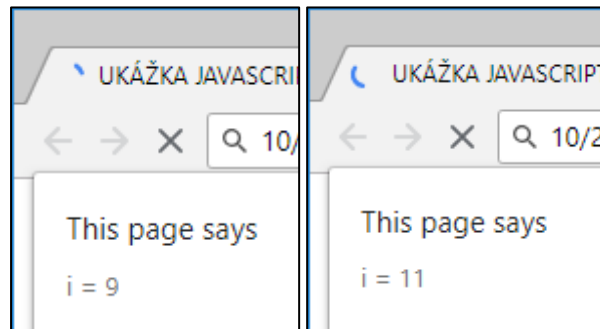 UKÁŽKA JAVASCRI
10/
This page says
i = 9
UKÁŽKA JAVASCRIPT
10/2
This page says
i = 11